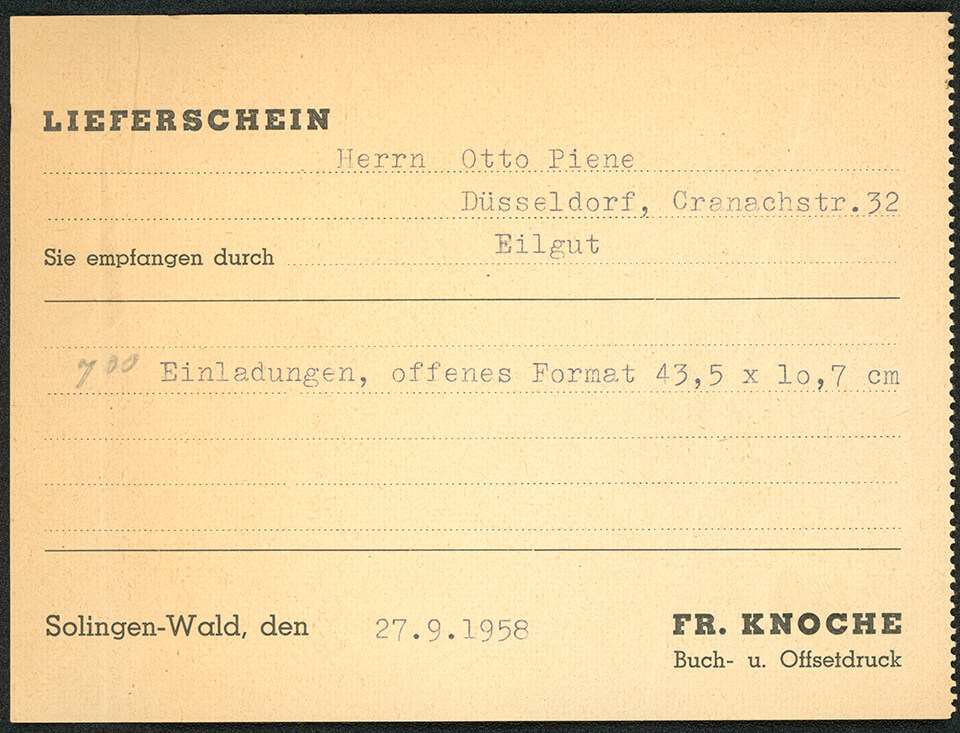 LIEFERSCHEIN
Herrn Otto Piene
Düsseldorf, Cranachstr.32
Sie empfangen durch Eilgut
700 Einladungen, offenes Format 43,5 x lo,7 cm
Solingen-Wald, den 27.9.1958
FR. KNOCHE
Buch- u. Offsetdruck